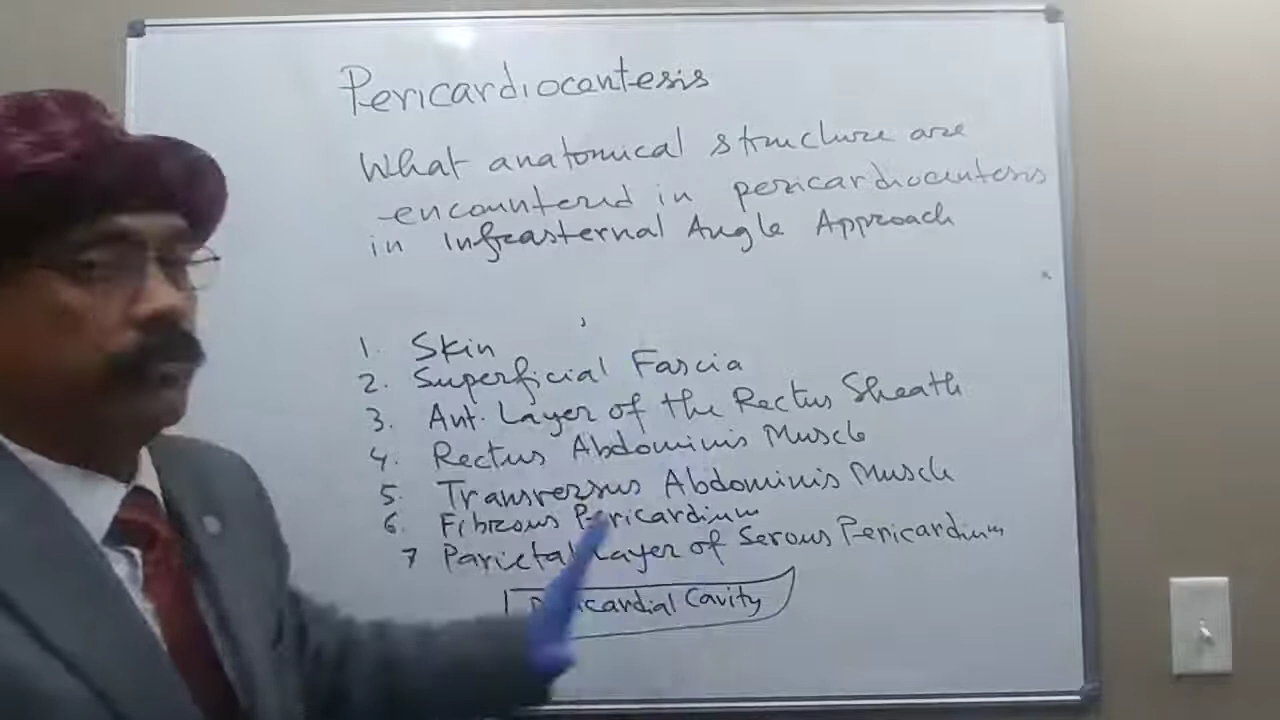 Pericardiocentesis
What anatomical structure are
encountered in pericardiocentesis
in Infrasternal Angle Approach
1. Skin
2. Superficial Fascia
3. Ant. Layer of the Rectus Sheath
4. Rectus Abdominis Muscle
5. Transversus Abdominis Muscle
6. Fibrous Pericardium
7 Parietal Layer of Serous Pericardium
Pericardial Cavity